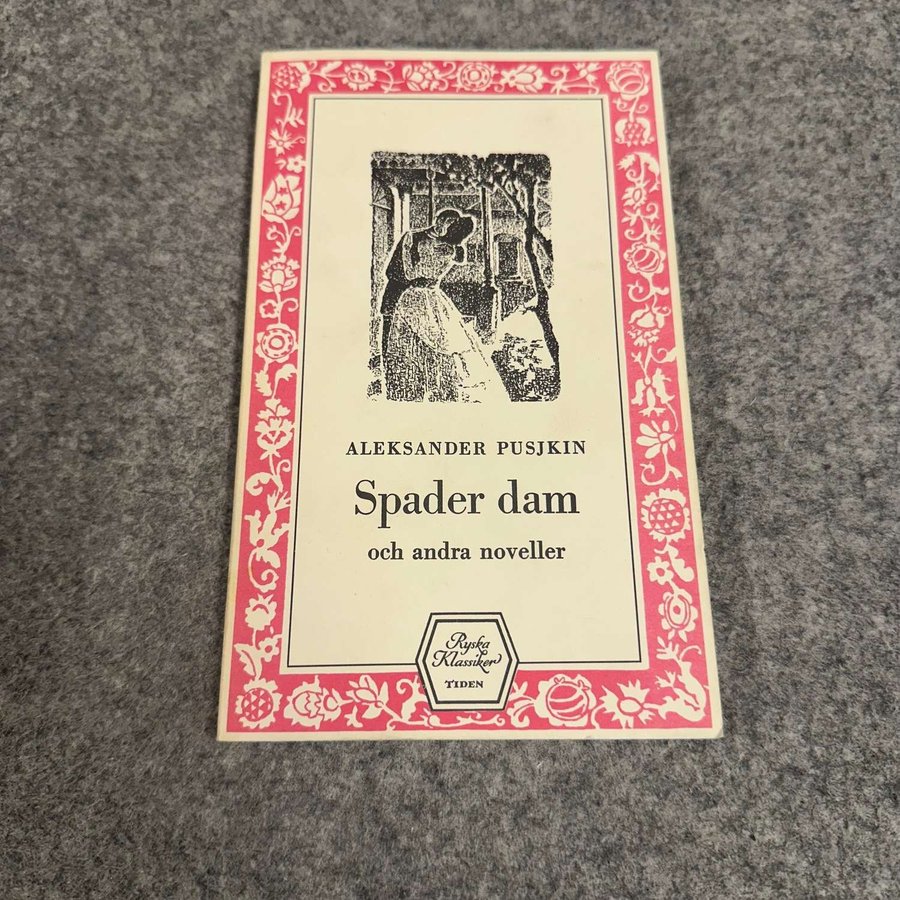 ALEKSANDER PUSJKIN
Spader dam
och andra noveller
Ryska
Klassiker
TIDEN